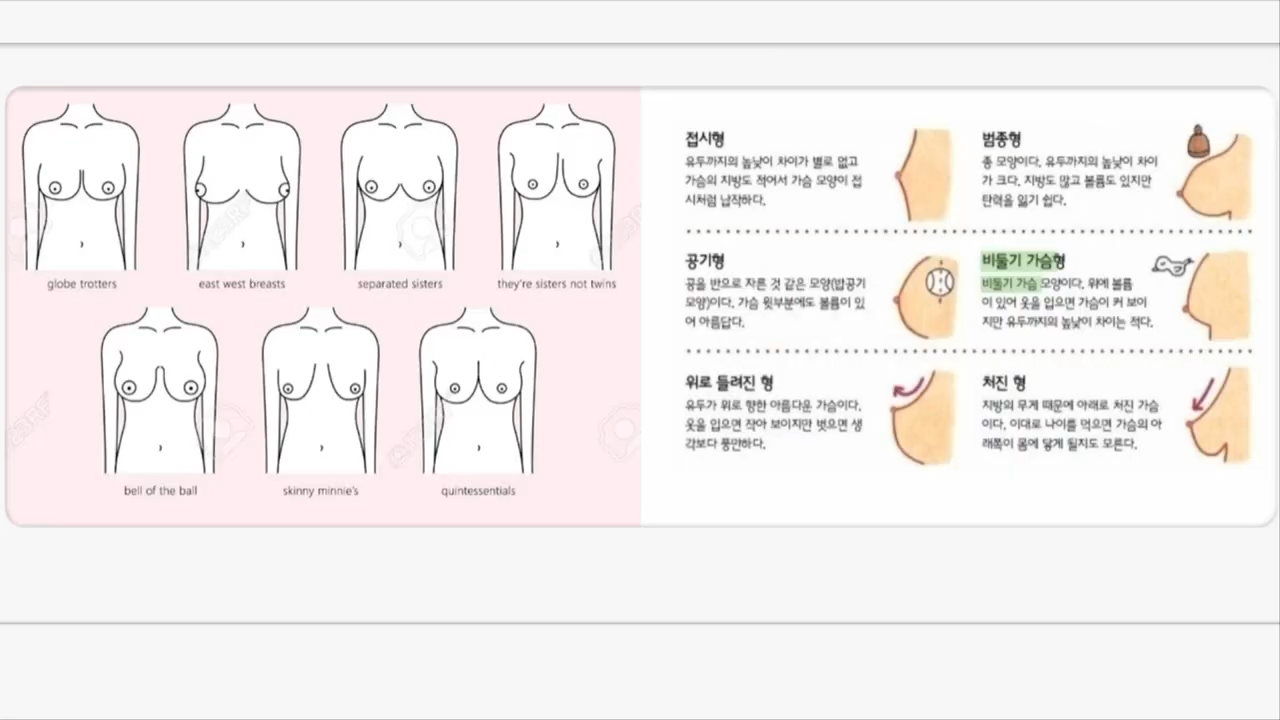 globe trotters
east west breasts
separated sisters
they're sisters not twins
bell of the ball
skinny minnie's
quintessentials
접시형
유두까지의 높낮이 차이가 별로 없고
가슴의 지방도 적어서 가슴 모양이 접
시처럼 납작하다.
범종형
종 모양이다. 유두까지의 높낮이 차이
가 크다. 지방도 많고 볼륨도 있지만
탄력을 잃기 쉽다.
공기형
공을 반으로 자른 것 같은 모양(밥공기
모양)이다. 가슴 윗부분에도 볼륨이 있
어 아름답다.
비둘기 가슴형
비둘기 가슴 모양이다. 위에 볼륨
이 있어 옷을 입으면 가슴이 커 보이
지만 유두까지의 높낮이 차이는 적다.
위로 들려진 형
유두가 위로 향한 아름다운 가슴이다.
옷을 입으면 작아 보이지만 벗으면 생
각보다 풍만하다.
처진 형
지방의 무게 때문에 아래로 처진 가슴
이다. 이대로 나이를 먹으면 가슴의 아
래쪽이 몸에 닿게 될지도 모른다.